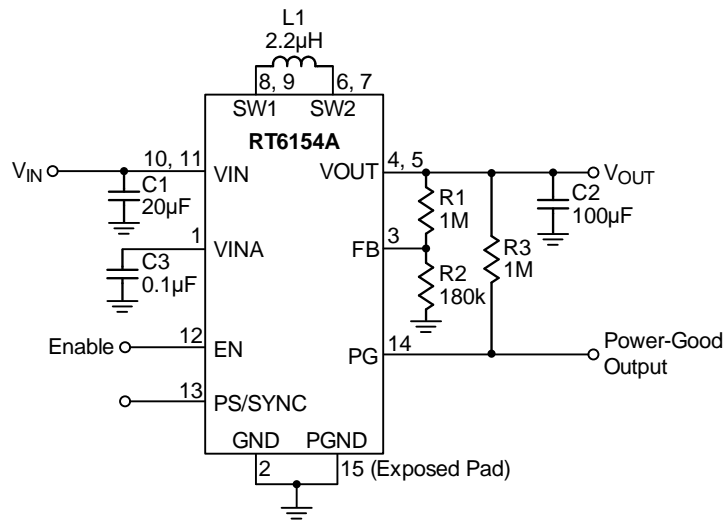 L1
2.2µH
8, 9
6, 7
SW1
SW2
RT6154A
VIN
10, 11
VIN
VOUT
4, 5
VOUT
C1
20µF
R1
1M
C2
100µF
1
VINA
FB
3
R3
1M
C3
0.1µF
R2
180k
Enable
12
EN
PG
14
Power-Good
Output
13
PS/SYNC
GND
PGND
2
15 (Exposed Pad)